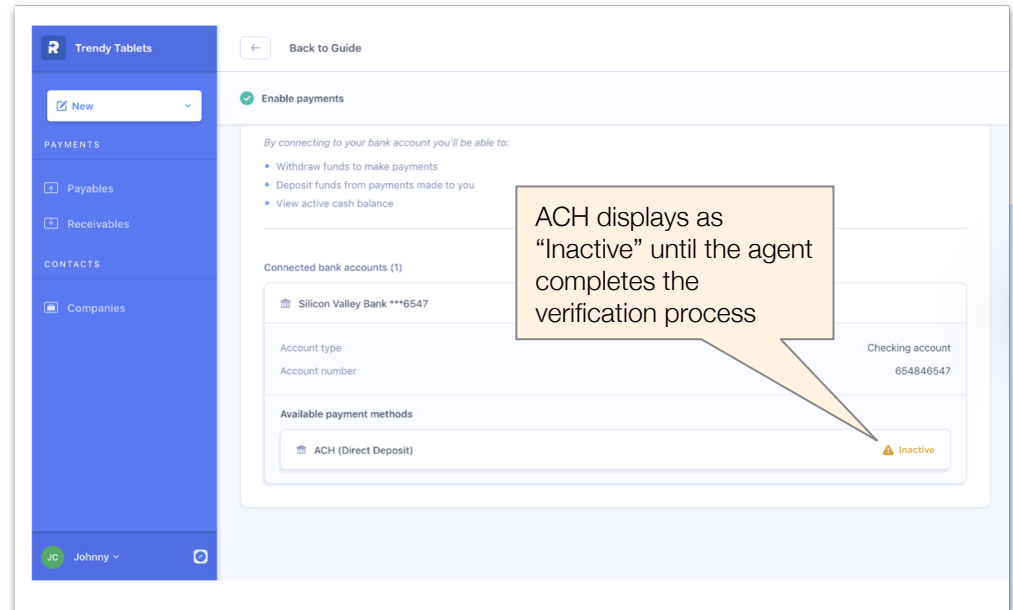 Trendy Tablets
Back to Guide
New
Enable payments
PAYMENTS
Payables
Receivables
CONTACTS
Companies
By connecting to your bank account you'll be able to:
Withdraw funds to make payments
Deposit funds from payments made to you
View active cash balance
ACH displays as
“Inactive” until the agent
completes the
verification process
Connected bank accounts (1)
Silicon Valley Bank ***6547
Account type Checking account
Account number 654846547
Available payment methods
ACH (Direct Deposit) Inactive
JC Johnny